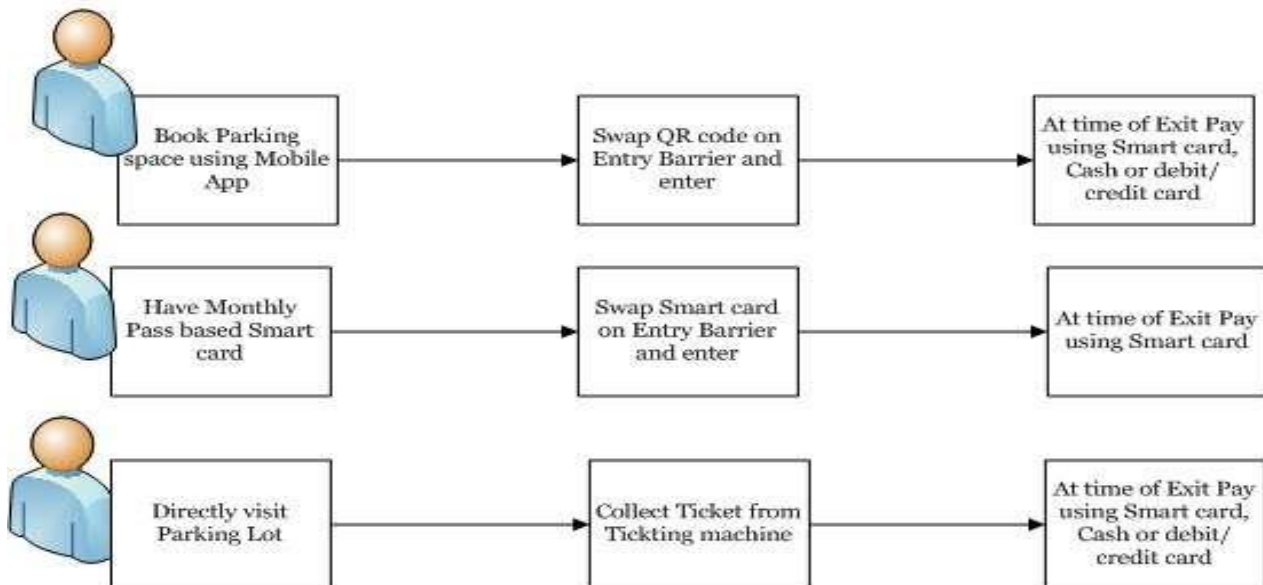 Book Parking
space using Mobile
App
Swap QR code on
Entry Barrier and
enter
At time of Exit Pay
using Smart card,
Cash or debit/
credit card
Have Monthly
Pass based Smart
card
Swap Smart card
on Entry Barrier
and enter
At time of Exit Pay
using Smart card
Directly visit
Parking Lot
Collect Ticket from
Tickting machine
At time of Exit Pay
using Smart card,
Cash or debit/
credit card